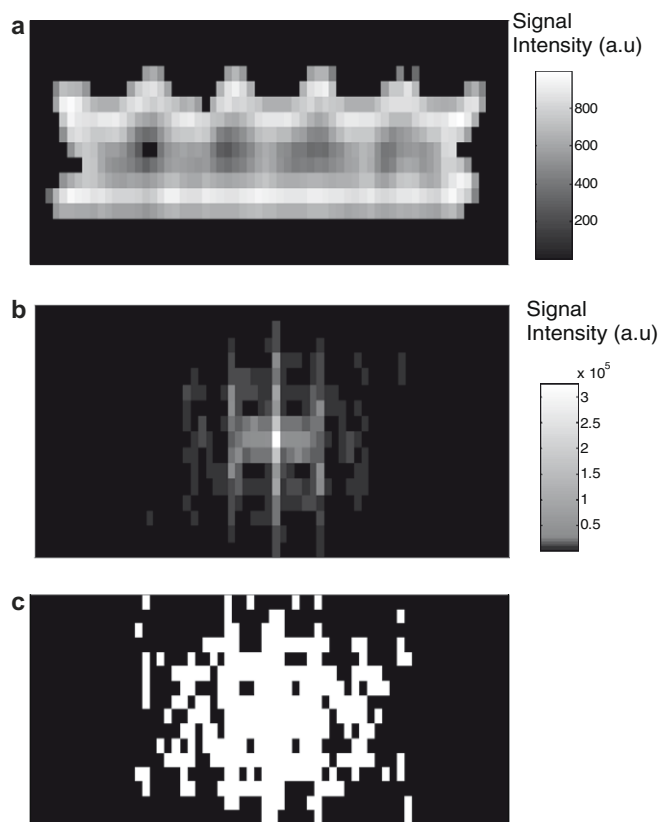 a
Signal
Intensity (a.u)
800
600
400
200
b
Signal
Intensity (a.u)
x 10^5
3
2.5
2
1.5
1
0.5
c